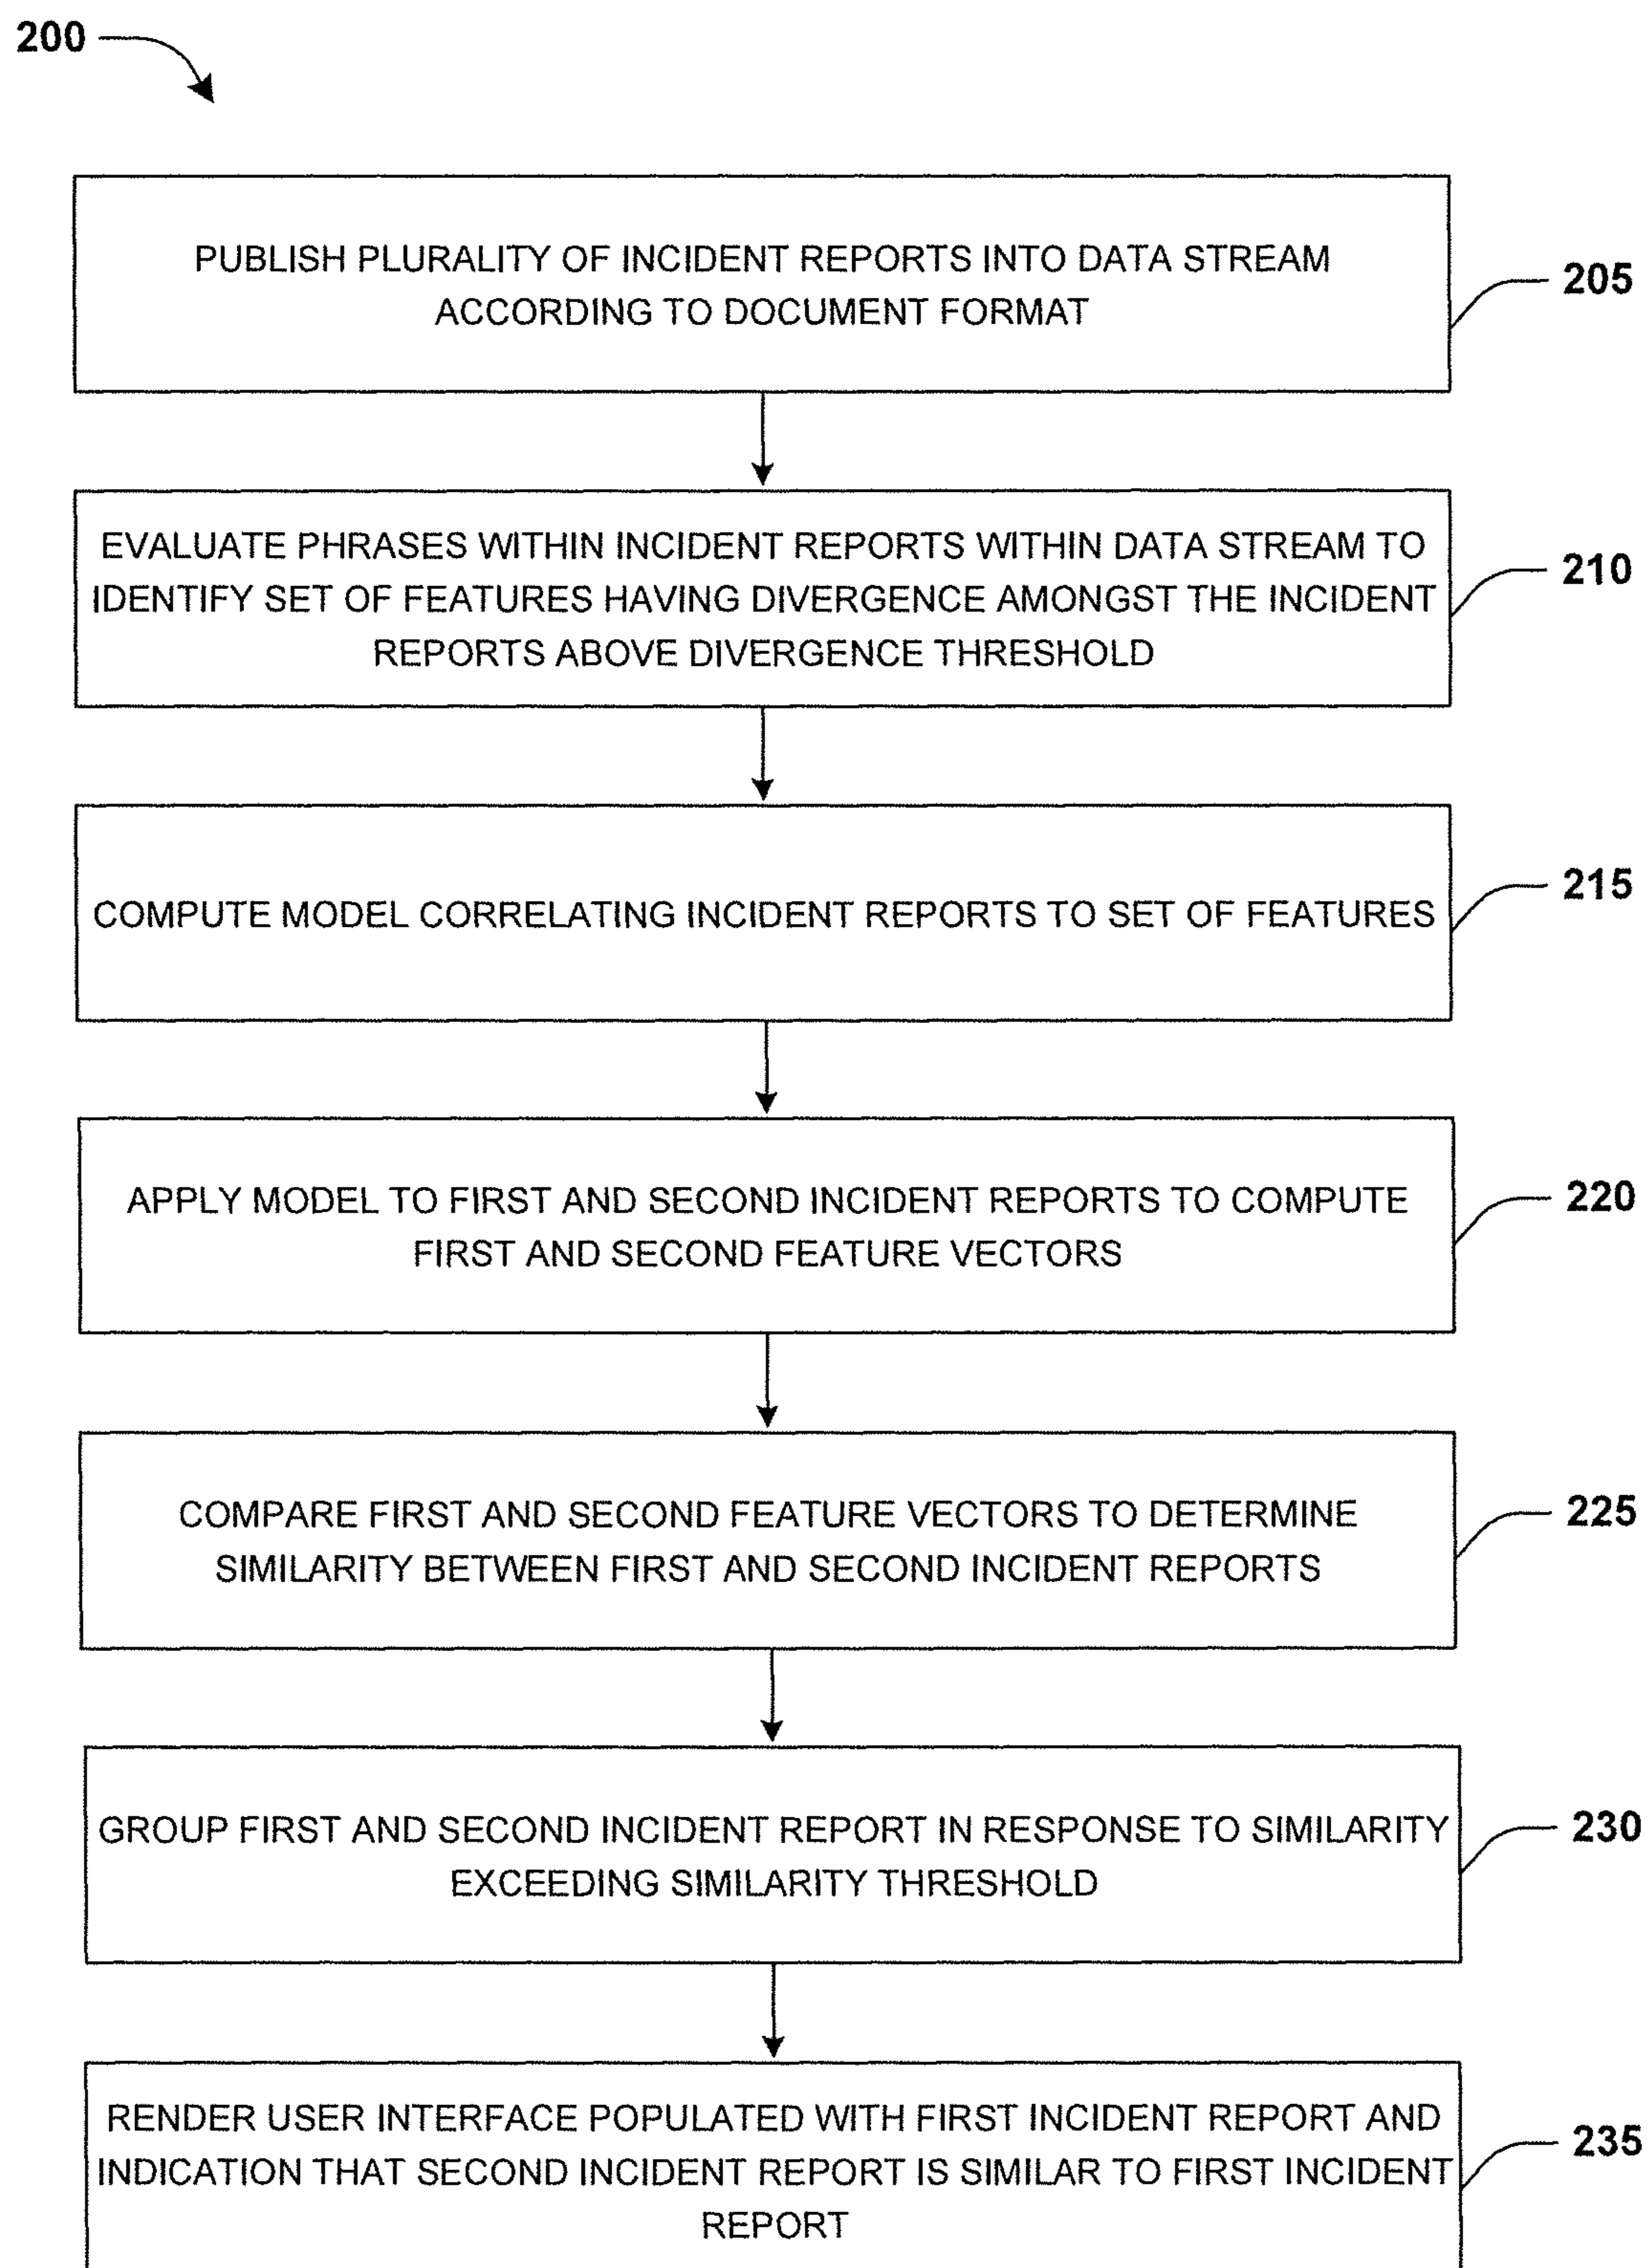 200
PUBLISH PLURALITY OF INCIDENT REPORTS INTO DATA STREAM
ACCORDING TO DOCUMENT FORMAT
205
EVALUATE PHRASES WITHIN INCIDENT REPORTS WITHIN DATA STREAM TO
IDENTIFY SET OF FEATURES HAVING DIVERGENCE AMONGST THE INCIDENT
REPORTS ABOVE DIVERGENCE THRESHOLD
210
COMPUTE MODEL CORRELATING INCIDENT REPORTS TO SET OF FEATURES
215
APPLY MODEL TO FIRST AND SECOND INCIDENT REPORTS TO COMPUTE
FIRST AND SECOND FEATURE VECTORS
220
COMPARE FIRST AND SECOND FEATURE VECTORS TO DETERMINE
SIMILARITY BETWEEN FIRST AND SECOND INCIDENT REPORTS
225
GROUP FIRST AND SECOND INCIDENT REPORT IN RESPONSE TO SIMILARITY
EXCEEDING SIMILARITY THRESHOLD
230
RENDER USER INTERFACE POPULATED WITH FIRST INCIDENT REPORT AND
INDICATION THAT SECOND INCIDENT REPORT IS SIMILAR TO FIRST INCIDENT
REPORT
235